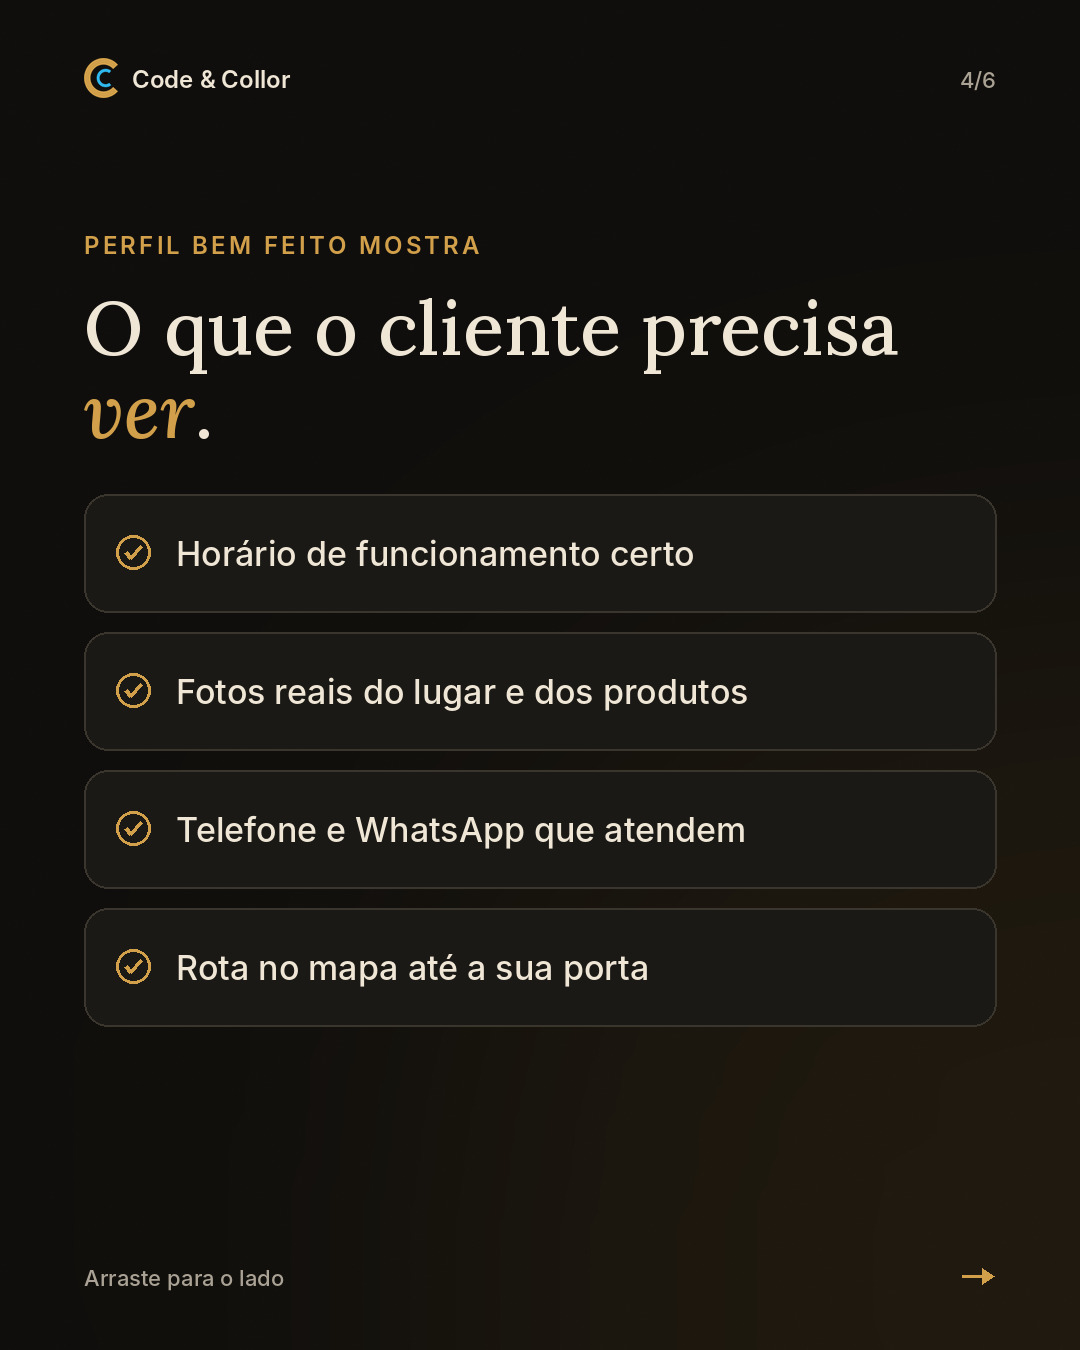 Code & Collor
4/6
PERFIL BEM FEITO MOSTRA
O que o cliente precisa
ver.
Horário de funcionamento certo
Fotos reais do lugar e dos produtos
Telefone e WhatsApp que atendem
Rota no mapa até a sua porta
Arraste para o lado